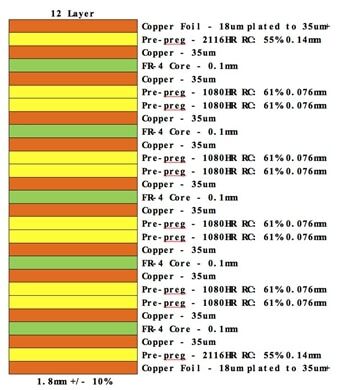 12 Layer
Copper Foil - 18um plated to 35um+
Pre-preg - 2116HR RC: 55% 0.14mm
Copper - 35um
FR-4 Core - 0.1mm
Copper - 35um
Pre-preg - 1080HR RC: 61% 0.076mm
Pre-preg - 1080HR RC: 61% 0.076mm
Copper - 35um
FR-4 Core - 0.1mm
Copper - 35um
Pre-preg - 1080HR RC: 61% 0.076mm
Pre-preg - 1080HR RC: 61% 0.076mm
Copper - 35um
FR-4 Core - 0.1mm
Copper - 35um
Pre-preg - 1080HR RC: 61% 0.076mm
Pre-preg - 1080HR RC: 61% 0.076mm
Copper - 35um
FR-4 Core - 0.1mm
Copper - 35um
Pre-preg - 1080HR RC: 61% 0.076mm
Pre-preg - 1080HR RC: 61% 0.076mm
Copper - 35um
FR-4 Core - 0.1mm
Copper - 35um
Pre-preg - 2116HR RC: 55% 0.14mm
Copper Foil - 18um plated to 35um+
1.8mm +/- 10%